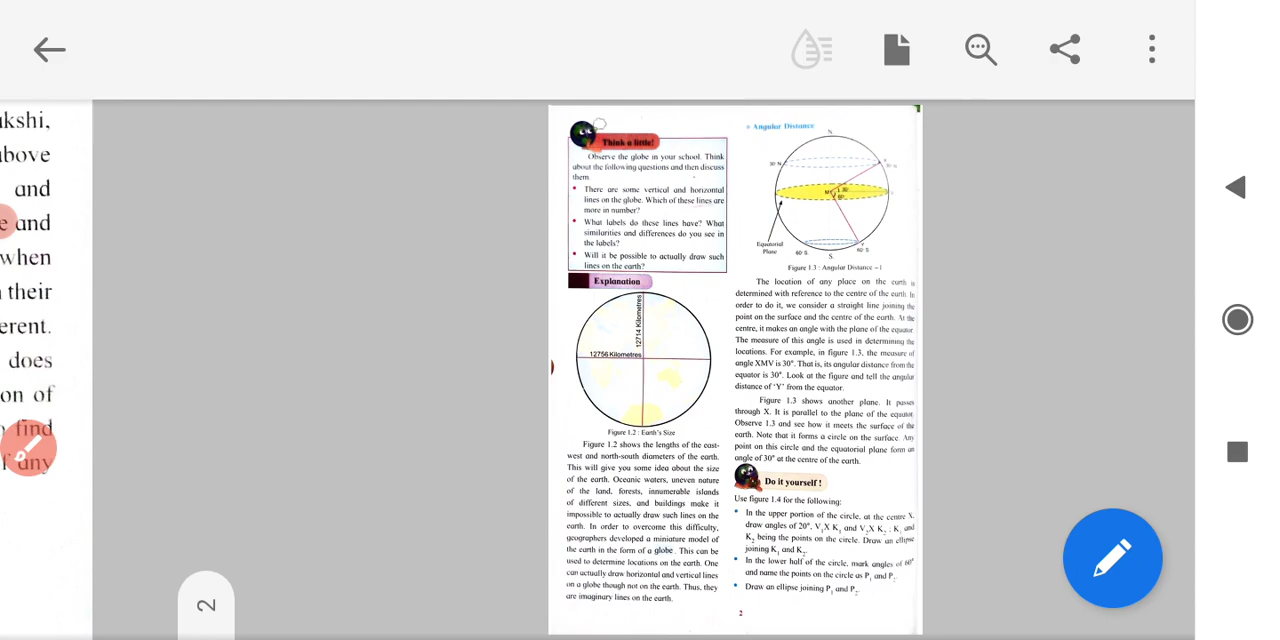 kshi,
bove
and
e and
when
their
erent.
does
on of
find
f any
2
Think a little!
Observe the globe in your school. Think
about the following questions and then discuss
them.
• There are some vertical and horizontal
lines on the globe. Which of these lines are
more in number?
• What labels do these lines have? What
similarities and differences do you see in
the labels?
• Will it be possible to actually draw such
lines on the earth?
Explanation
12714 Kilometres
12756 Kilometres
Figure 1.2 : Earth's Size
Figure 1.2 shows the lengths of the east-
west and north-south diameters of the earth.
This will give you some idea about the size
of the earth. Oceanic waters, uneven nature
of the land, forests, innumerable islands
of different sizes, and buildings make it
impossible to actually draw such lines on the
earth. In order to overcome this difficulty,
geographers developed a miniature model of
the earth in the form of a globe. This can be
used to determine locations on the earth. One
can actually draw horizontal and vertical lines
on a globe though not on the earth. Thus, they
are imaginary lines on the earth.
Angular Distance
N.
30° N
X
30° N
M
30°
60°
Equatorial
Plane
60° S.
S.
Y
60° S
Figure 1.3 : Angular Distance –1
The location of any place on the earth is
determined with reference to the centre of the earth. In
order to do it, we consider a straight line joining the
point on the surface and the centre of the earth. At the
centre, it makes an angle with the plane of the equator.
The measure of this angle is used in determining the
locations. For example, in figure 1.3, the measure of
angle XMV is 30°. That is, its angular distance from the
equator is 30°. Look at the figure and tell the angular
distance of 'Y' from the equator.
Figure 1.3 shows another plane. It passes
through X. It is parallel to the plane of the equator.
Observe 1.3 and see how it meets the surface of the
earth. Note that it forms a circle on the surface. Any
point on this circle and the equatorial plane form an
angle of 30° at the centre of the earth.
Do it yourself !
Use figure 1.4 for the following:
• In the upper portion of the circle, at the centre X,
draw angles of 20°, V₁X K₁ and V₂X K₂ ; K₁ and
K₂ being the points on the circle. Draw an ellipse
joining K₁ and K₂.
• In the lower half of the circle, mark angles of 60°
and name the points on the circle as P₁ and P₂.
• Draw an ellipse joining P₁ and P₂.
2